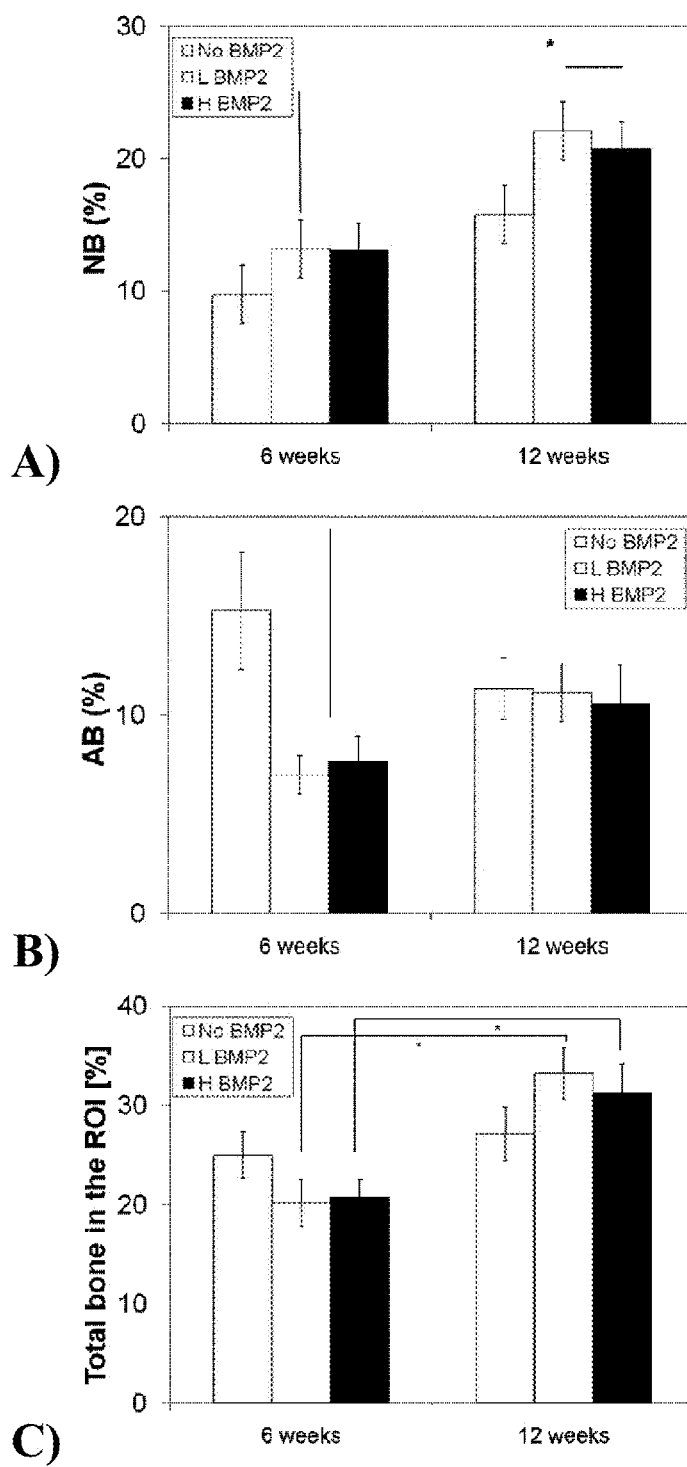 30
20
10
0
NB (%)
No BMP2
L BMP2
H BMP2
*
6 weeks
12 weeks
A)
20
10
0
AB (%)
No BMP2
L BMP2
H BMP2
6 weeks
12 weeks
B)
40
30
20
10
0
Total bone in the ROI [%]
No BMP2
L BMP2
H BMP2
*
*
6 weeks
12 weeks
C)